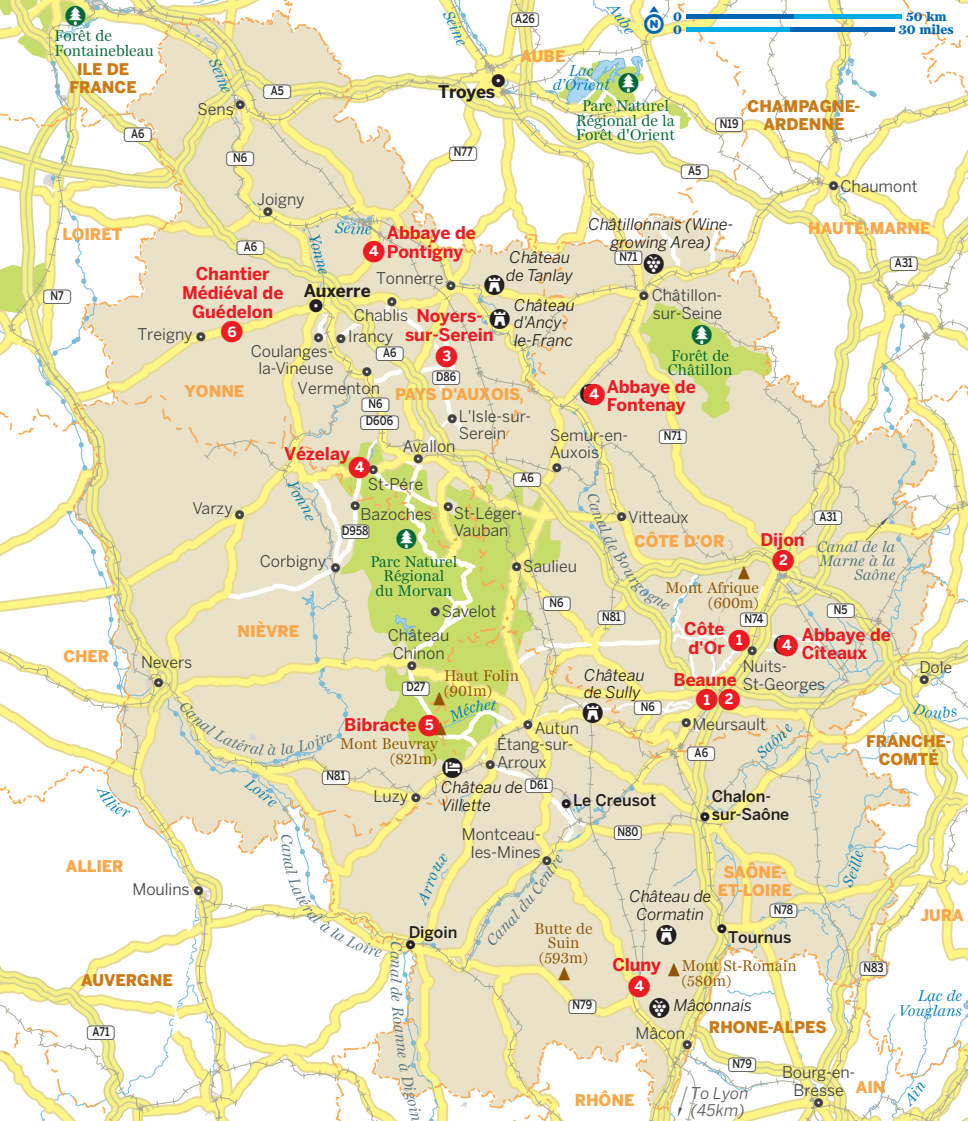 Forêt de
Fontainebleau
ILE DE
FRANCE
Seine
Seine
A26
Aube
N
0
50 km
0
30 miles
AUBE
Lac
d'Orient
Troyes
Parc Naturel
Régional de la
Forêt d'Orient
CHAMPAGNE-
ARDENNE
A5
Sens
A6
N6
N77
N19
A5
Chaumont
Joigny
LOIRET
Seine
Abbaye de
4 Pontigny
A6
Yonne
Châtillonnais (Wine-
growing Area)
N71
HAUTE-MARNE
A31
Chantier
Médiéval de
Guédelon
6
Tonnerre
Château
de Tanlay
N7
Auxerre
Chablis
Noyers-
sur-Serein
3
Château
d'Ancy-
le-Franc
Châtillon-
sur-Seine
Treigny
Irancy
Coulanges-
la-Vineuse
A6
Forêt de
Châtillon
Vermenton
D86
YONNE
PAYS D'AUXOIS
N6
D606
4
Abbaye de
Fontenay
L'Isle-sur-
Serein
Semur-en-
Auxois
N71
Avallon
Vézelay
4
St-Pére
A6
Yonne
Varzy
Bazoches
St-Léger-
Vauban
Vitteaux
A31
D958
Canal de Bourgogne
CÔTE D'OR
Dijon
2
Canal de la
Marne à la
Saône
Corbigny
Parc Naturel
Régional
du Morvan
Saulieu
Mont Afrique
(600m)
Savelot
N6
N81
N74
N5
NIÈVRE
Château
Chinon
Côte
d'Or
1
4
Abbaye de
Cîteaux
CHER
Nevers
Nuits-
St-Georges
Dole
D27
Haut Folin
(901m)
Château
de Sully
Beaune
1
2
N6
Doubs
Bibracte
5
Méchet
Mont Beuvray
(821m)
Autun
Meursault
Canal Latéral à la Loire
Étang-sur-
Arroux
A6
Saône
FRANCHE-
COMTÉ
N81
Loire
Allier
Luzy
Château de
Villette
D61
Le Creusot
Chalon-
sur-Saône
N80
Montceau-
les-Mines
ALLIER
Canal Latéral à la Loire
Arroux
Canal du Centre
SAÔNE-
ET-LOIRE
Seille
Moulins
Château de
Cormatin
N78
JURA
Digoin
Butte de
Suin
(593m)
Tournus
AUVERGNE
Canal de Roanne à Digoin
Cluny
4
Mont St-Romain
(580m)
N83
Lac de
Vouglans
N79
Mâconnais
A71
Mâcon
RHONE-ALPES
N79
Bourg-en-
Bresse
AIN
Ain
RHÔNE
To Lyon
(45km)